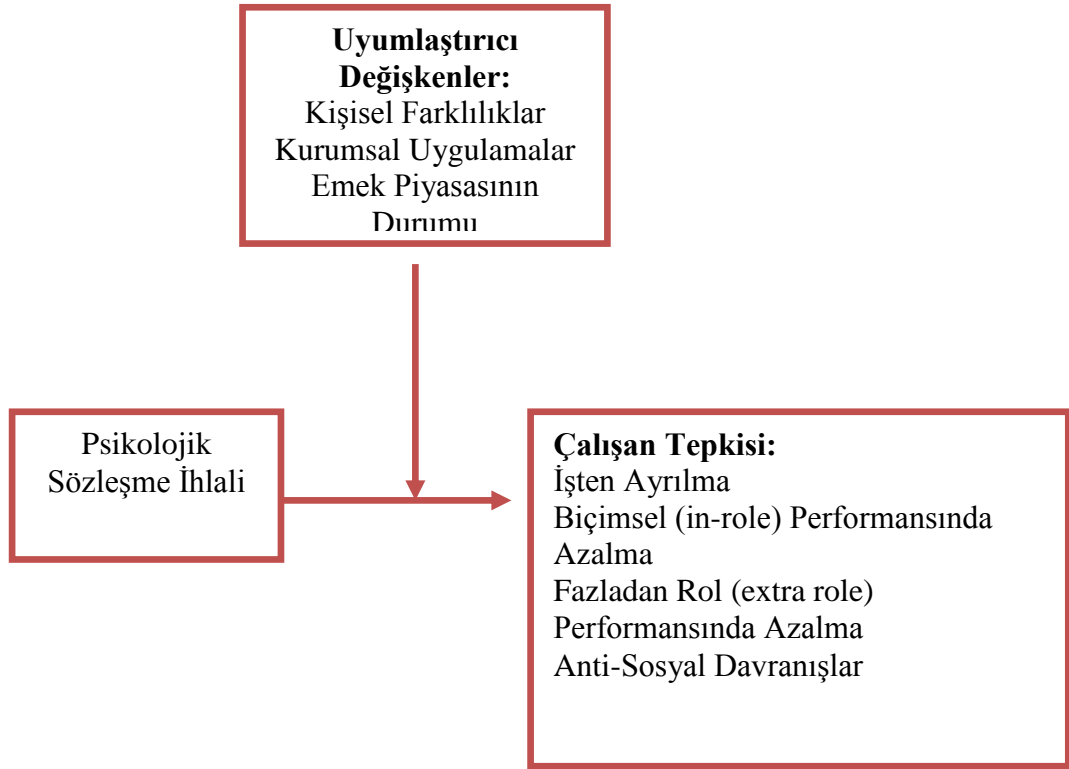 Uyumlaştırıcı
Değişkenler:
Kişisel Farklılıklar
Kurumsal Uygulamalar
Emek Piyasasının
Durumu
Psikolojik
Sözleşme İhlali
Çalışan Tepkisi:
İşten Ayrılma
Biçimsel (in-role) Performansında
Azalma
Fazladan Rol (extra role)
Performansında Azalma
Anti-Sosyal Davranışlar